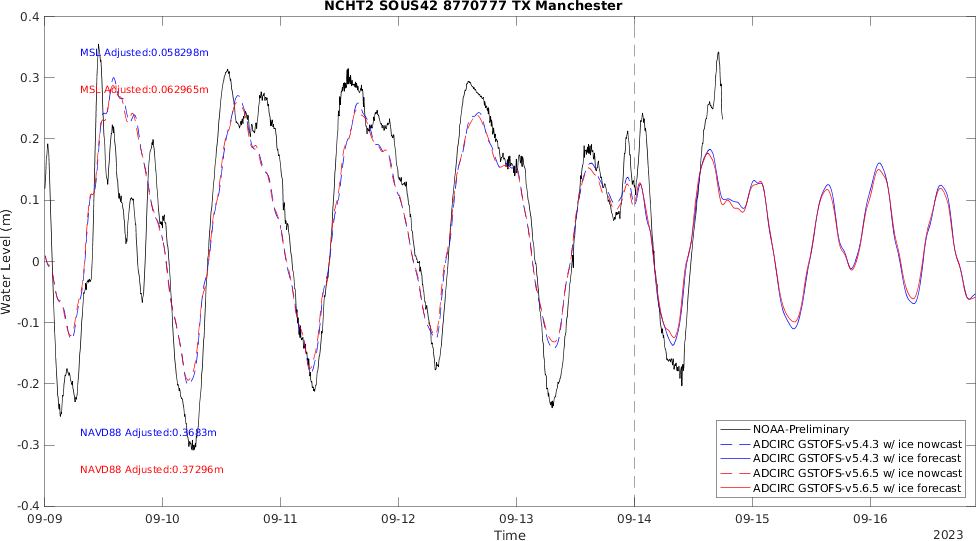 NCHT2 SOUS42 8770777 TX Manchester
0.4
MSL Adjusted:0.058298m
0.3
MSL Adjusted:0.062965m
0.2
0.1
Water Level (m)
0
-0.1
-0.2
NAVD88 Adjusted:0.3683m
-0.3
NAVD88 Adjusted:0.37296m
-0.4
NOAA-Preliminary
ADCIRC GSTOFS-v5.4.3 w/ ice nowcast
ADCIRC GSTOFS-v5.4.3 w/ ice forecast
ADCIRC GSTOFS-v5.6.5 w/ ice nowcast
ADCIRC GSTOFS-v5.6.5 w/ ice forecast
09-09 09-10 09-11 09-12 09-13 09-14 09-15 09-16
Time
2023